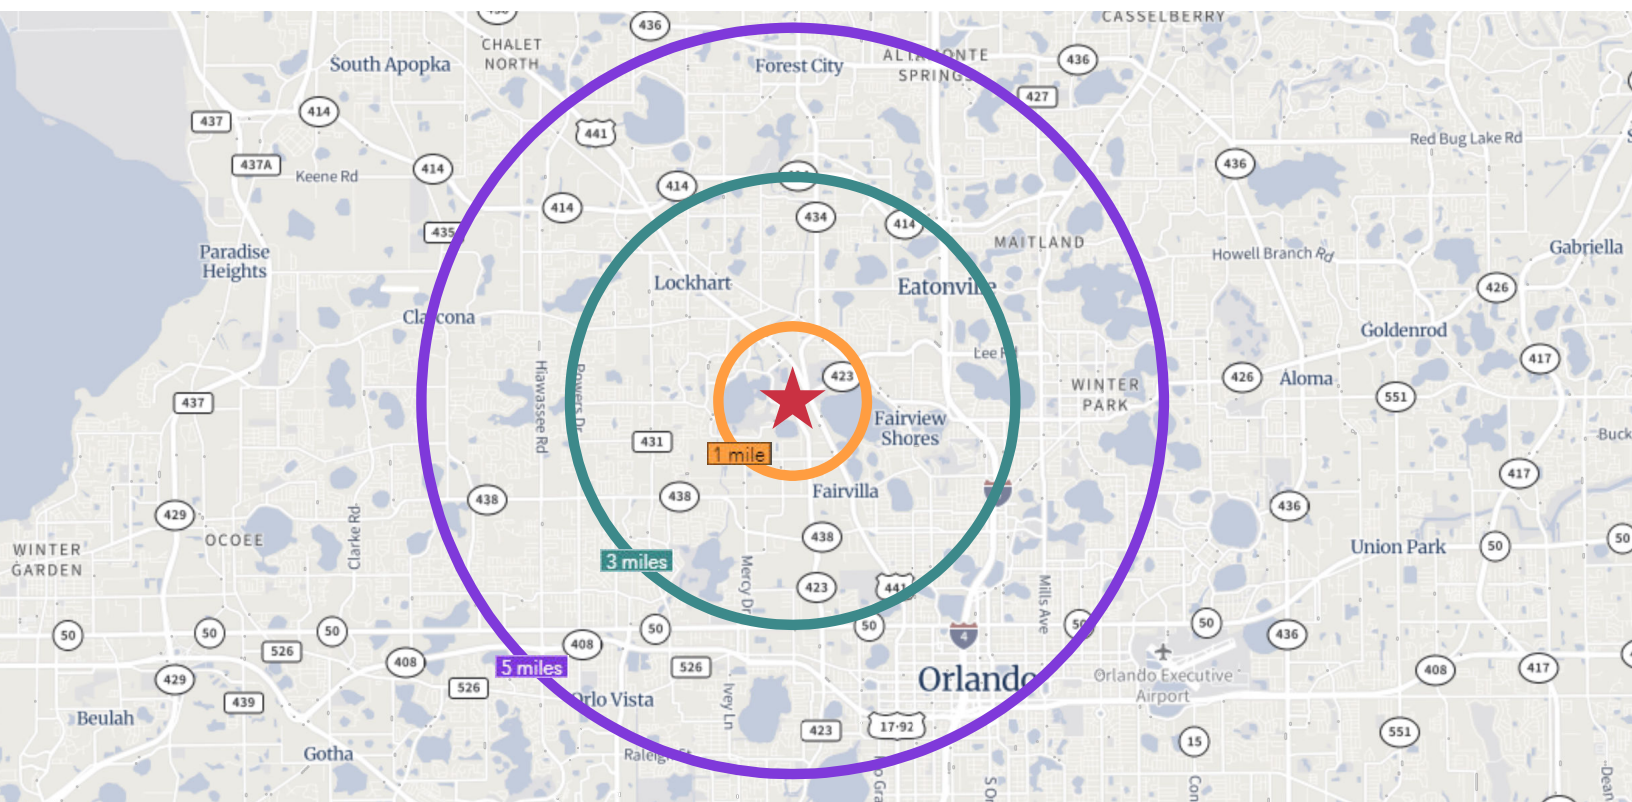 436
CASSELBERRY
CHALET
NORTH
South Apopka
Forest City
ALTAMONTE
SPRINGS
436
427
437
414
441
Red Bug Lake Rd
437A
Keene Rd
414
414
436
414
434
414
435
MAITLAND
Paradise
Heights
Howell Branch Rd
Gabriella
Lockhart
Eatonville
426
Clarcona
Goldenrod
Lee Rd
417
Hiawassee Rd
Powers Dr
423
WINTER
PARK
426
Aloma
551
437
Fairview
Shores
431
1 mile
417
438
438
Fairvilla
436
429
Clarke Rd
OCOEE
438
Union Park
50
50
WINTER
GARDEN
3 miles
Mercy Dr
423
441
Mills Ave
50
50
50
50
50
4
50
50
436
526
408
408
5 miles
526
Orlando
Orlando Executive
Airport
408
417
429
439
526
Orlo Vista
Ivey Ln
Beulah
423
17-92
15
551
Gotha
Raleigh St